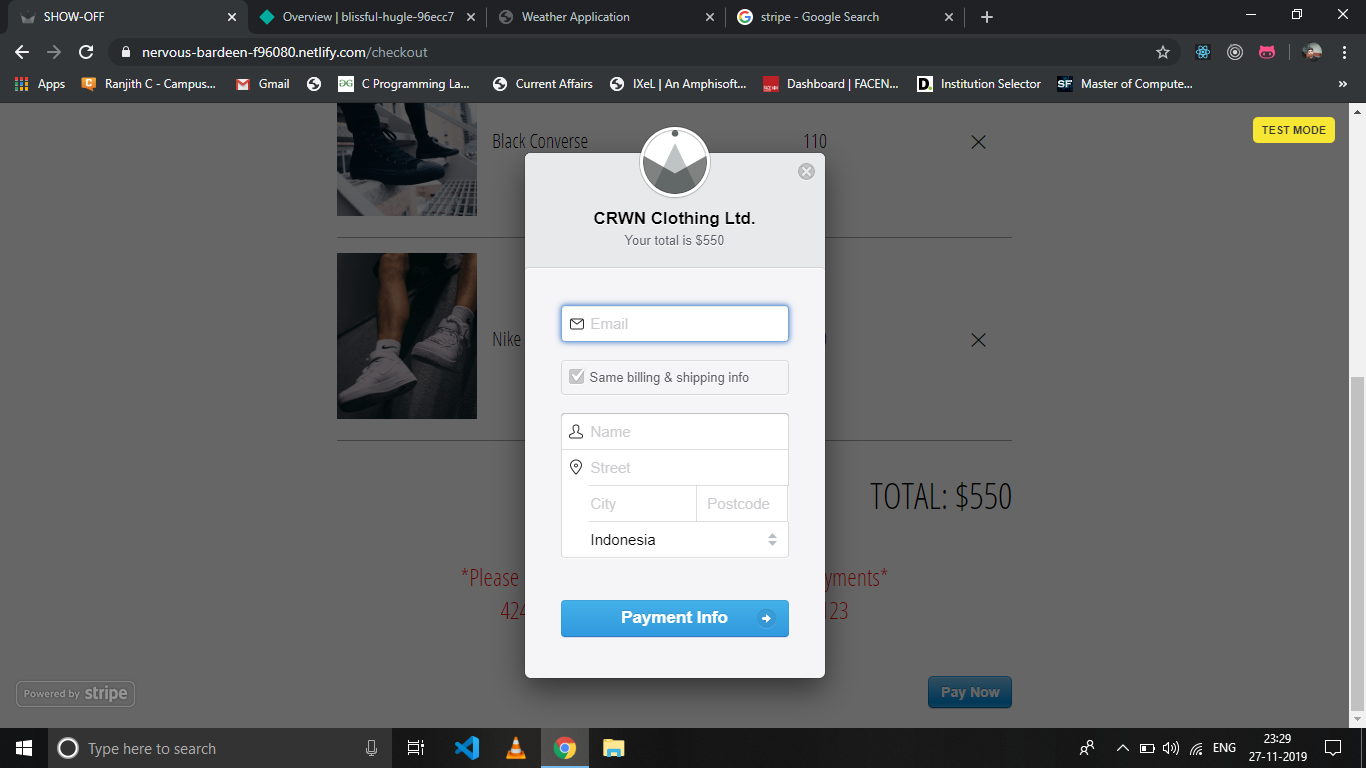 SHOW-OFF
Overview | blissful-hugle-96ecc7
Weather Application
stripe - Google Search
nervous-bardeen-f96080.netlify.com/checkout
Apps
Ranjith C - Campus...
Gmail
C Programming La...
Current Affairs
IXeL | An Amphisoft...
Dashboard | FACEN...
Institution Selector
SF
Master of Compute...
TEST MODE
Black Converse
110
CRWN Clothing Ltd.
Your total is $550
Email
Nike
Same billing & shipping info
Name
Street
City
Postcode
Indonesia
TOTAL: $550
*Please
yments*
424
23
Payment Info
Powered by stripe
Pay Now
Type here to search
ENG
23:29
27-11-2019